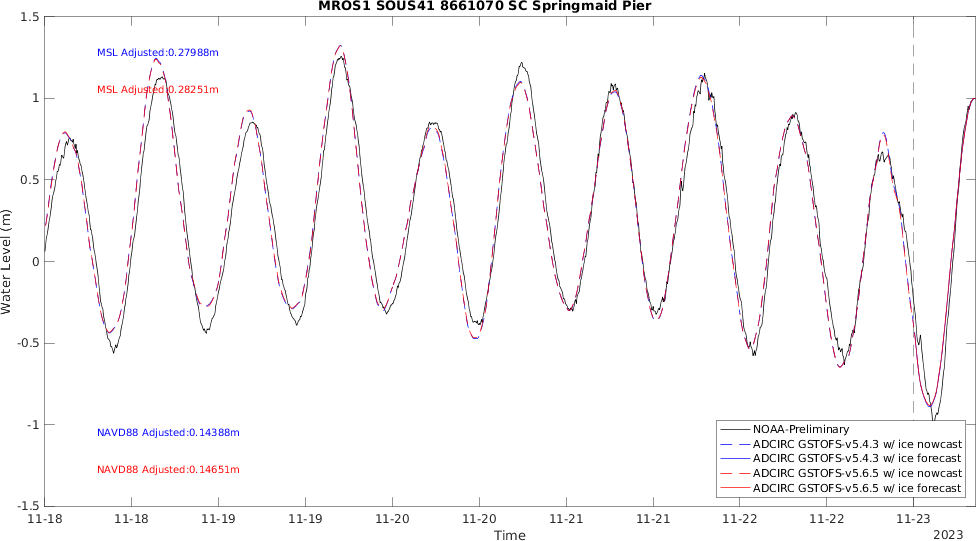 MROS1 SOUS41 8661070 SC Springmaid Pier
1.5
1
0.5
0
-0.5
-1
-1.5
Water Level (m)
MSL Adjusted:0.27988m
MSL Adjusted:0.28251m
NAVD88 Adjusted:0.14388m
NAVD88 Adjusted:0.14651m
NOAA-Preliminary
ADCIRC GSTOFS-v5.4.3 w/ ice nowcast
ADCIRC GSTOFS-v5.4.3 w/ ice forecast
ADCIRC GSTOFS-v5.6.5 w/ ice nowcast
ADCIRC GSTOFS-v5.6.5 w/ ice forecast
11-18 11-18 11-19 11-19 11-20 11-20 11-21 11-21 11-22 11-22 11-23
Time
2023